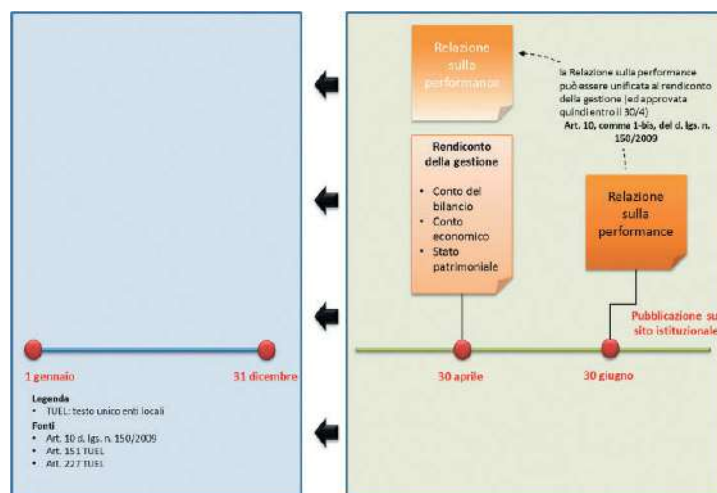 Relazione
sulla
performance
la Relazione sulla performance
può essere unificata al rendiconto
della gestione (ed approvata
quindi entro il 30/4)
Art. 10, comma 1-bis, del d. lgs. n.
150/2009
Rendiconto
della gestione
• Conto del
bilancio
• Conto
economico
• Stato
patrimoniale
Relazione
sulla
performance
Pubblicazione su
sito istituzionale
1 gennaio
31 dicembre
30 aprile
30 giugno
Legenda
• TUEL: testo unico enti locali
Fonti
• Art. 10 d. lgs. n. 150/2009
• Art. 151 TUEL
• Art. 227 TUEL